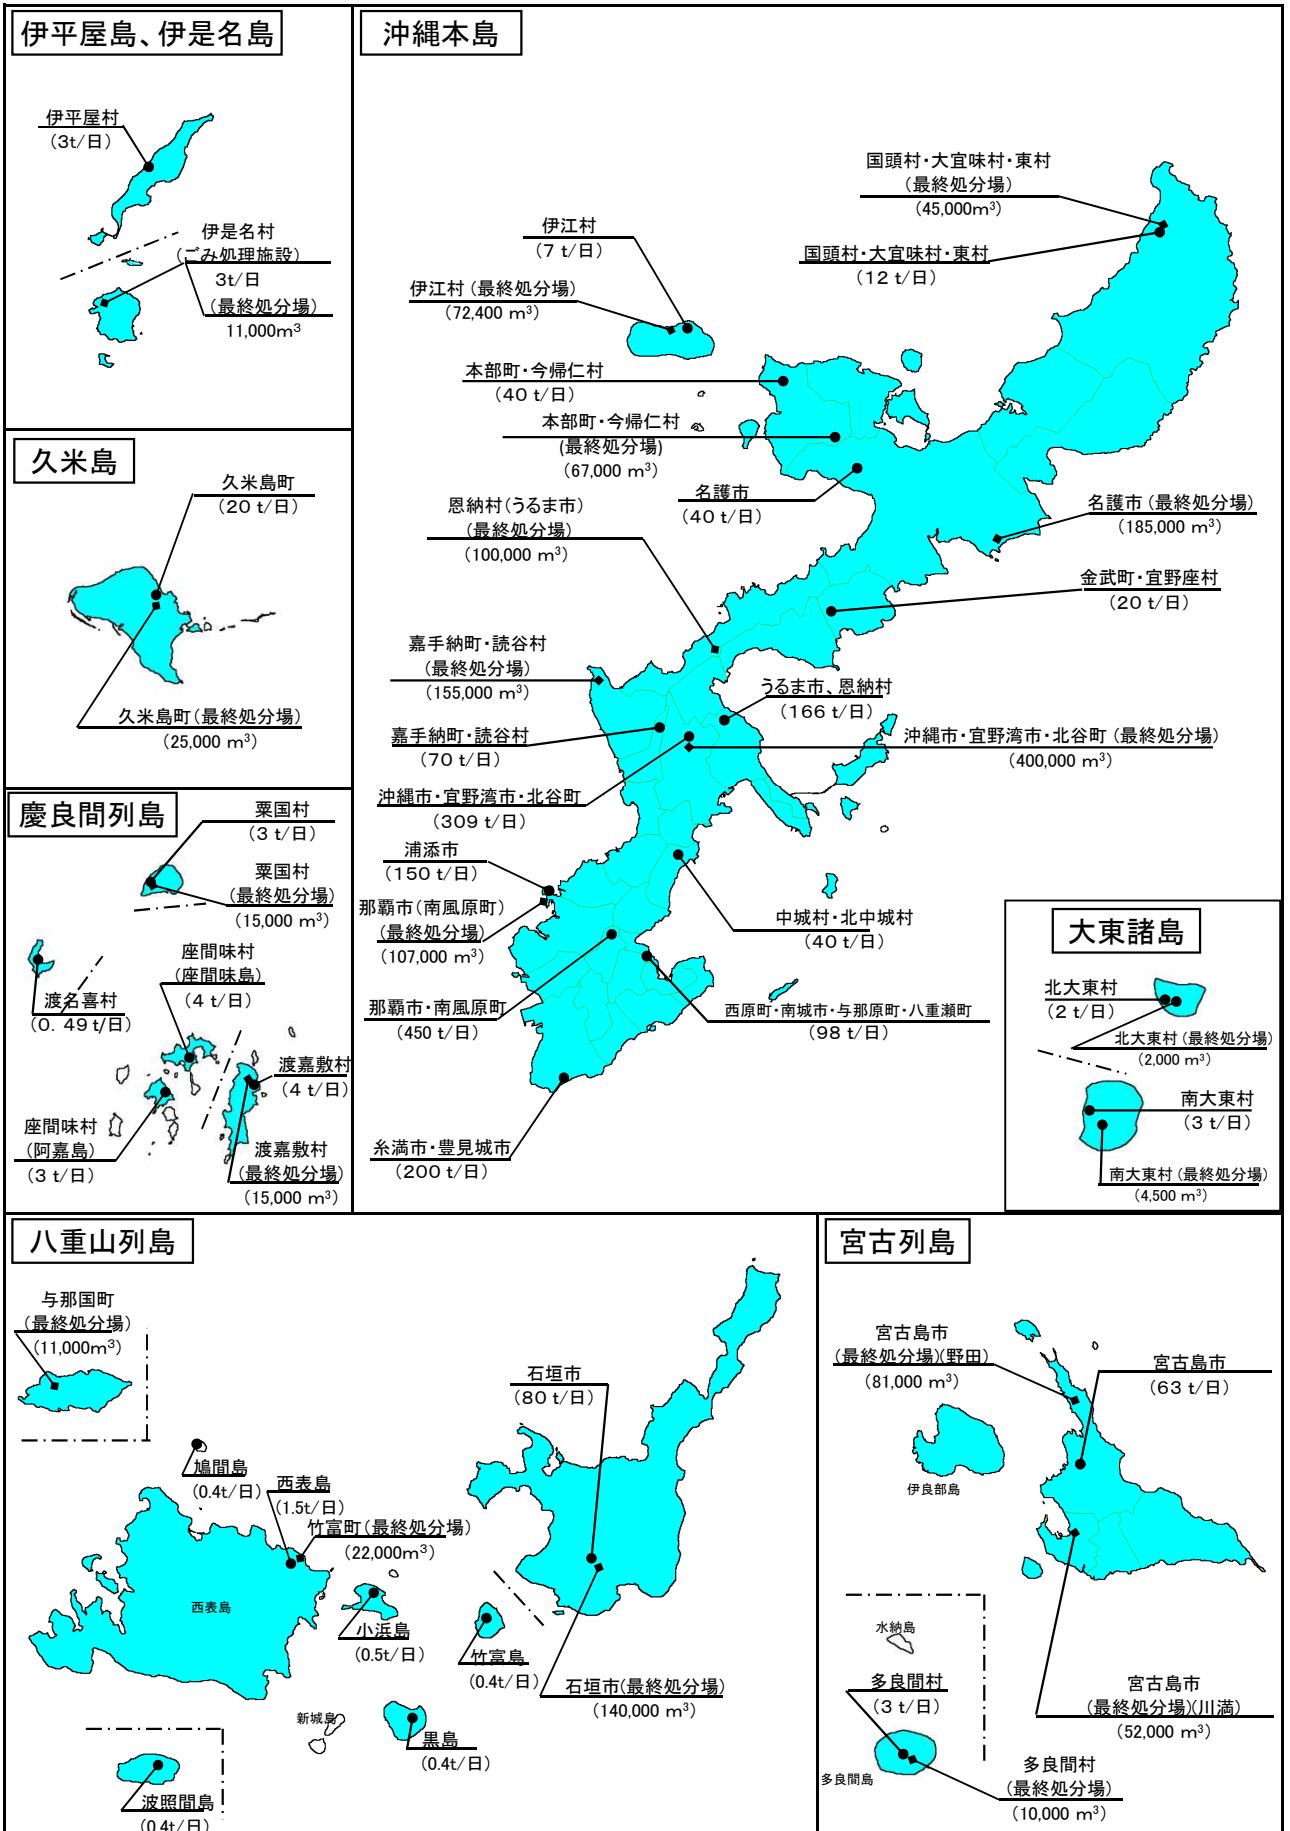 伊平屋島、伊是名島
伊平屋村
(3t/日)
伊是名村
(ごみ処理施設)
3t/日
(最終処分場)
11,000m³
久米島
久米島町
(20 t/日)
久米島町(最終処分場)
(25,000 m³)
慶良間列島
粟国村
(3 t/日)
粟国村
(最終処分場)
(15,000 m³)
渡名喜村
(0. 49 t/日)
座間味村
(座間味島)
(4 t/日)
渡嘉敷村
(4 t/日)
座間味村
(阿嘉島)
(3 t/日)
渡嘉敷村
(最終処分場)
(15,000 m³)
沖縄本島
国頭村・大宜味村・東村
(最終処分場)
(45,000m³)
国頭村・大宜味村・東村
(12 t/日)
伊江村
(7 t/日)
伊江村 (最終処分場)
(72,400 m³)
本部町・今帰仁村
(40 t/日)
本部町・今帰仁村
(最終処分場)
(67,000 m³)
名護市
(40 t/日)
恩納村(うるま市)
(最終処分場)
(100,000 m³)
名護市 (最終処分場)
(185,000 m³)
金武町・宜野座村
(20 t/日)
嘉手納町・読谷村
(最終処分場)
(155,000 m³)
うるま市、恩納村
(166 t/日)
嘉手納町・読谷村
(70 t/日)
沖縄市・宜野湾市・北谷町 (最終処分場)
(400,000 m³)
沖縄市・宜野湾市・北谷町
(309 t/日)
浦添市
(150 t/日)
那覇市(南風原町)
(最終処分場)
(107,000 m³)
中城村・北中城村
(40 t/日)
那覇市・南風原町
(450 t/日)
西原町・南城市・与那原町・八重瀬町
(98 t/日)
糸満市・豊見城市
(200 t/日)
大東諸島
北大東村
(2 t/日)
北大東村 (最終処分場)
(2,000 m³)
南大東村
(3 t/日)
南大東村 (最終処分場)
(4,500 m³)
八重山列島
与那国町
(最終処分場)
(11,000m³)
石垣市
(80 t/日)
鳩間島
(0.4t/日)
西表島
(1.5t/日)
竹富町(最終処分場)
(22,000m³)
西表島
小浜島
(0.5t/日)
竹富島
(0.4t/日)
石垣市(最終処分場)
(140,000 m³)
新城島
黒島
(0.4t/日)
波照間島
(0.4t/日)
宮古列島
宮古島市
(最終処分場)(野田)
(81,000 m³)
宮古島市
(63 t/日)
伊良部島
水納島
多良間村
(3 t/日)
宮古島市
(最終処分場)(川満)
(52,000 m³)
多良間島
多良間村
(最終処分場)
(10,000 m³)